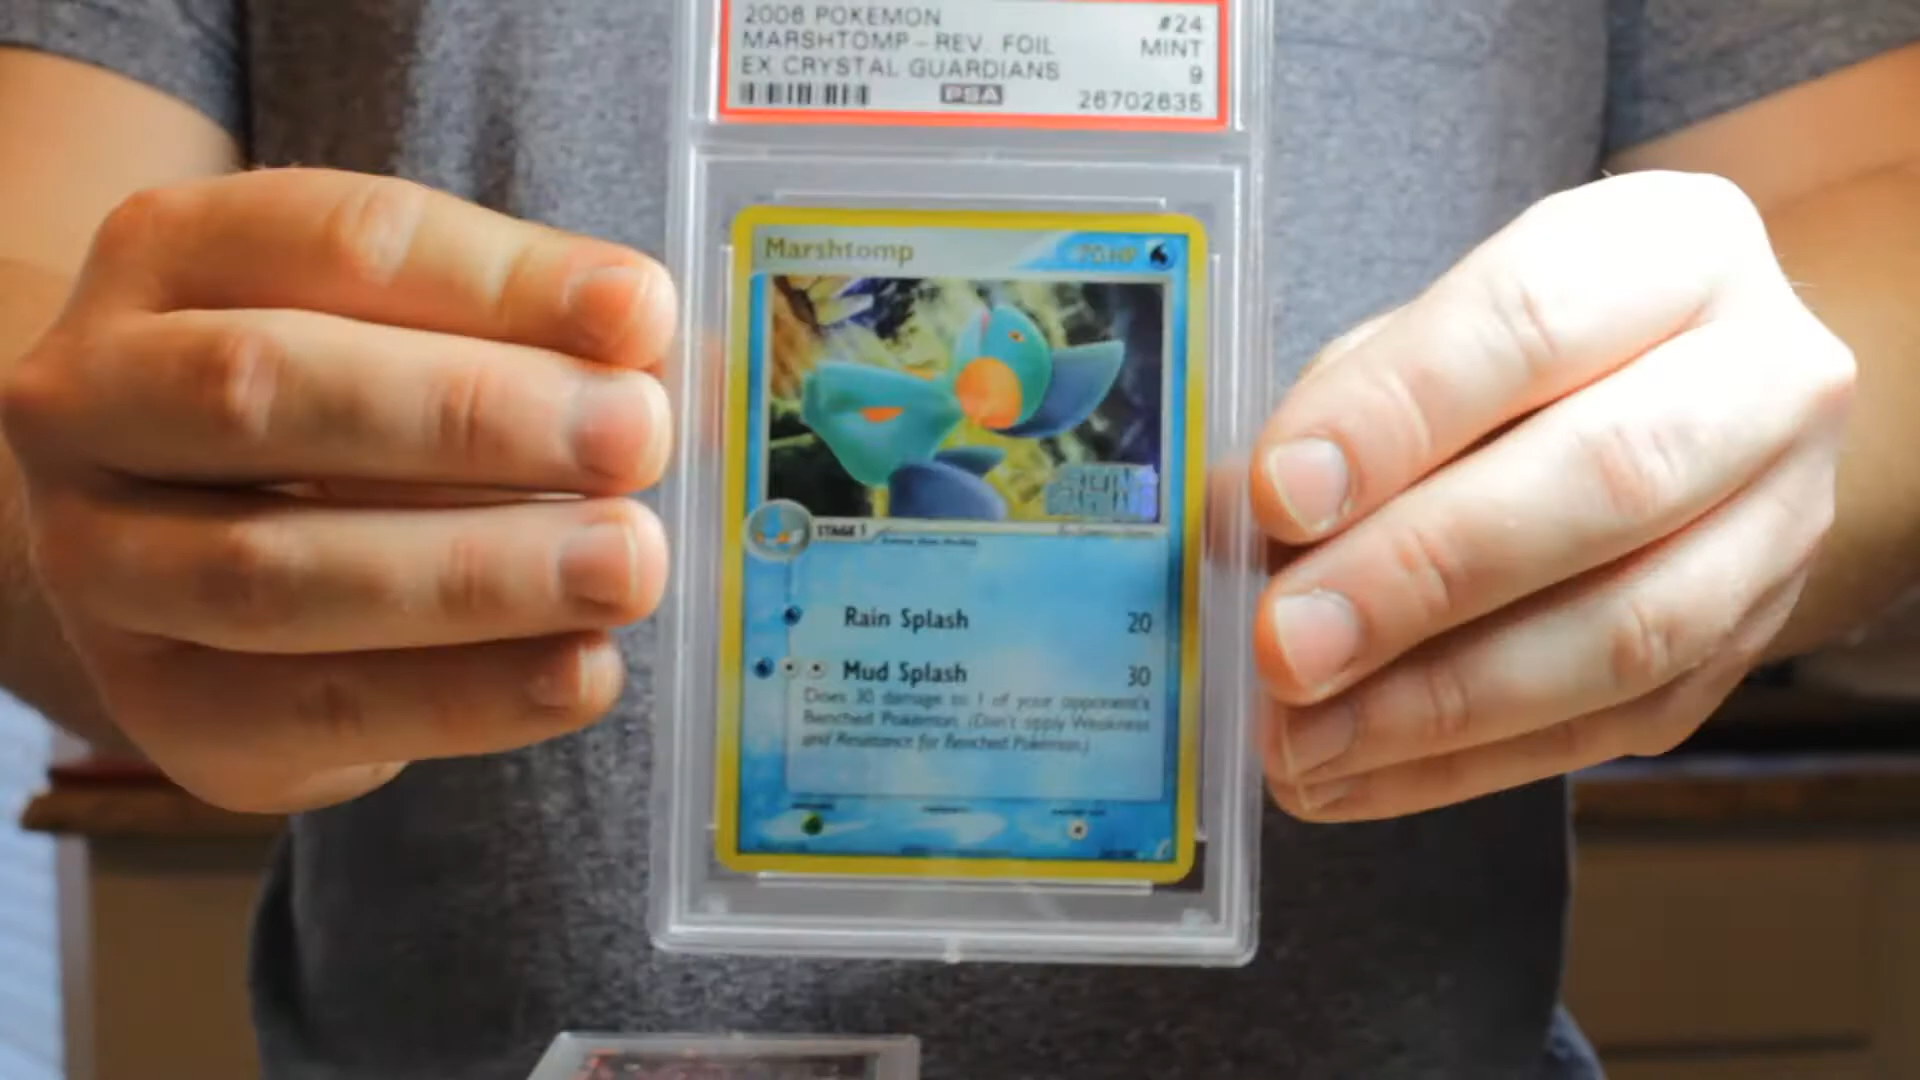 2006 POKEMON #24
MARSHTOMP - REV. FOIL MINT
EX CRYSTAL GUARDIANS 9
PSA 26702635
Marshtomp 70 HP
STAGE 1
Rain Splash 20
Mud Splash 30
Does 30 damage to 1 of your opponent's
Benched Pokémon. (Don't apply Weakness
and Resistance for Benched Pokémon.)